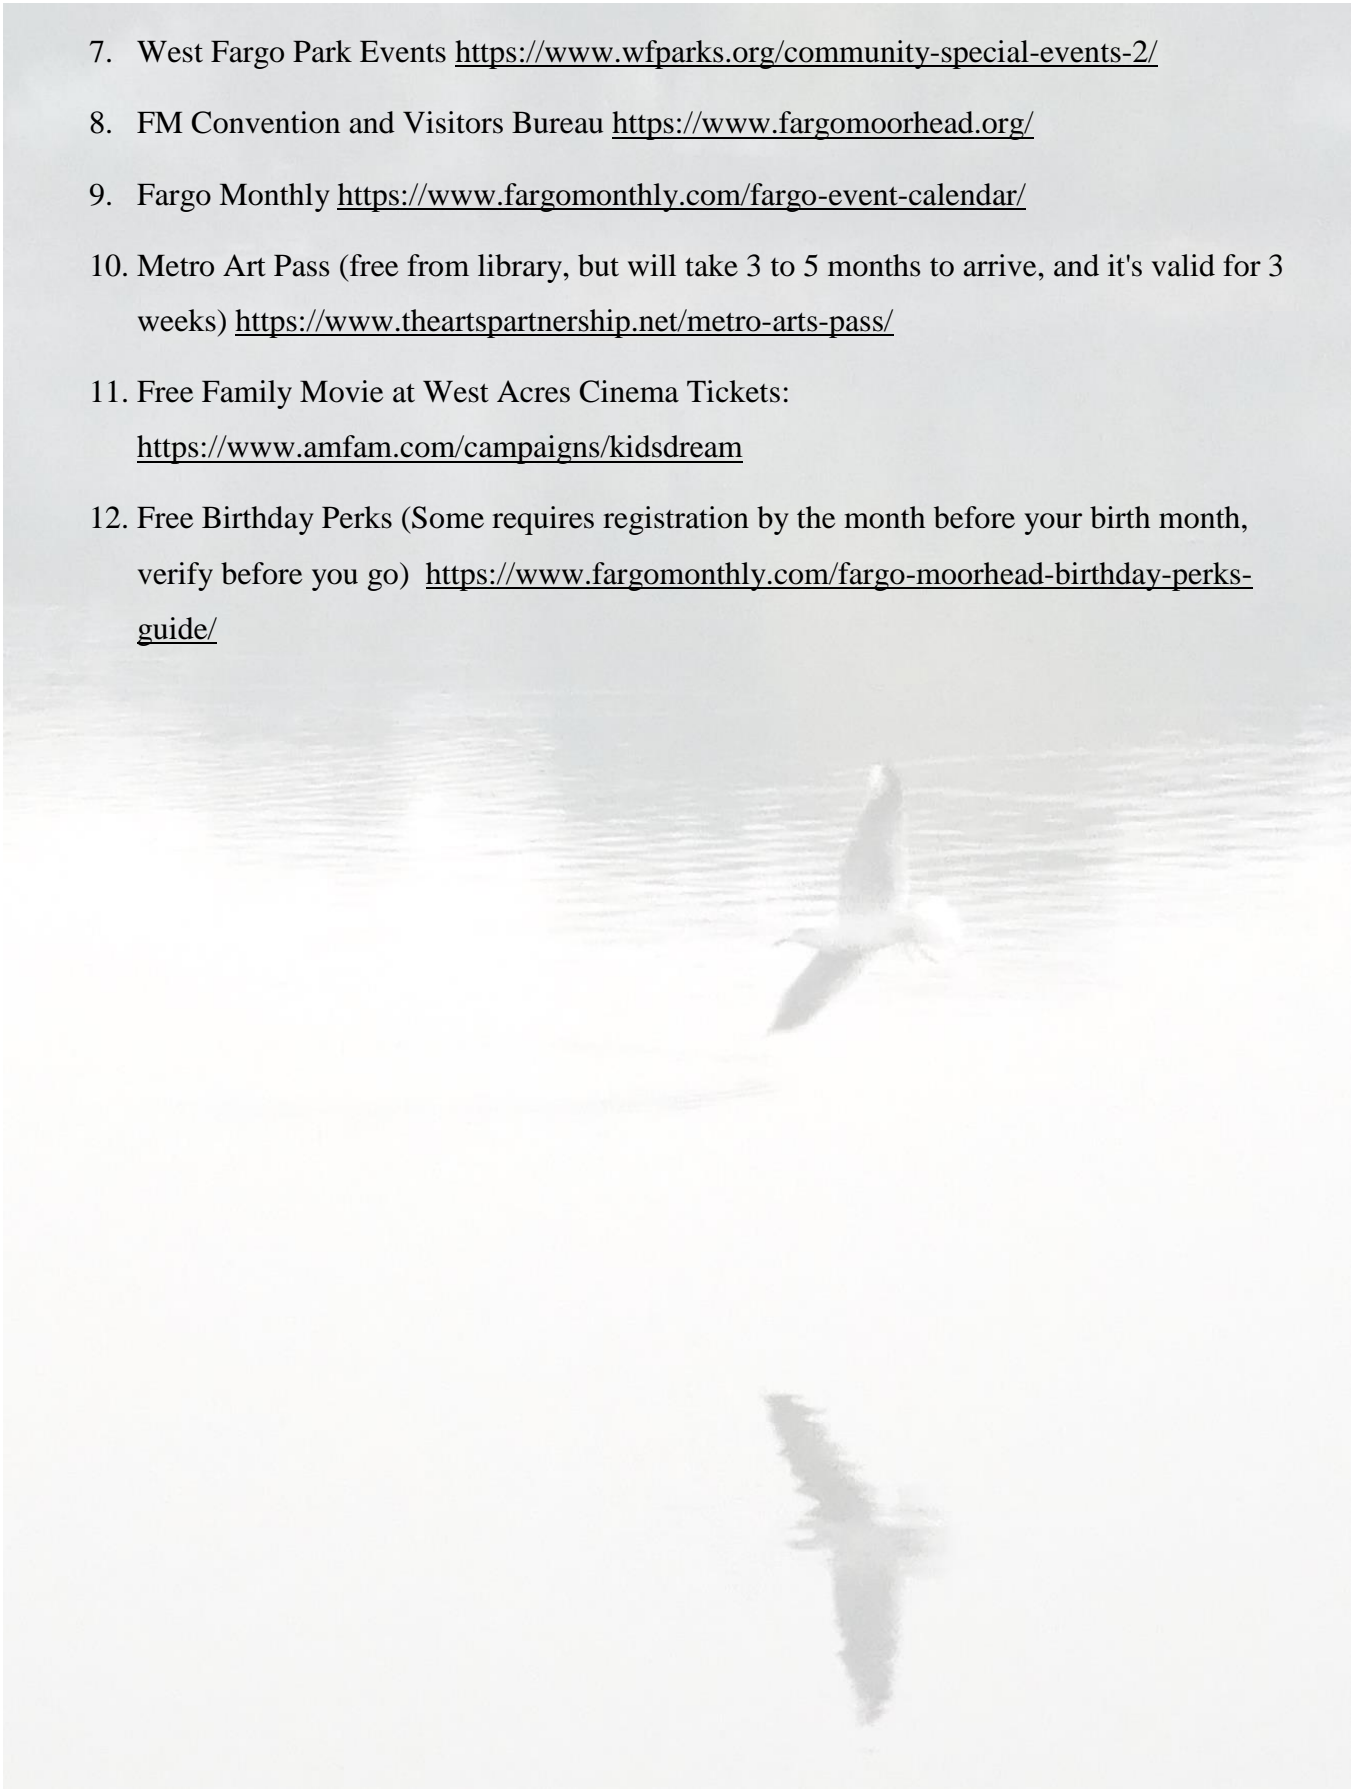 7. West Fargo Park Events https://www.wfparks.org/community-special-events-2/
8. FM Convention and Visitors Bureau https://www.fargomoorhead.org/
9. Fargo Monthly https://www.fargomonthly.com/fargo-event-calendar/
10. Metro Art Pass (free from library, but will take 3 to 5 months to arrive, and it's valid for 3
weeks) https://www.theartspartnership.net/metro-arts-pass/
11. Free Family Movie at West Acres Cinema Tickets:
https://www.amfam.com/campaigns/kidsdream
12. Free Birthday Perks (Some requires registration by the month before your birth month,
verify before you go)  https://www.fargomonthly.com/fargo-moorhead-birthday-perks-
guide/